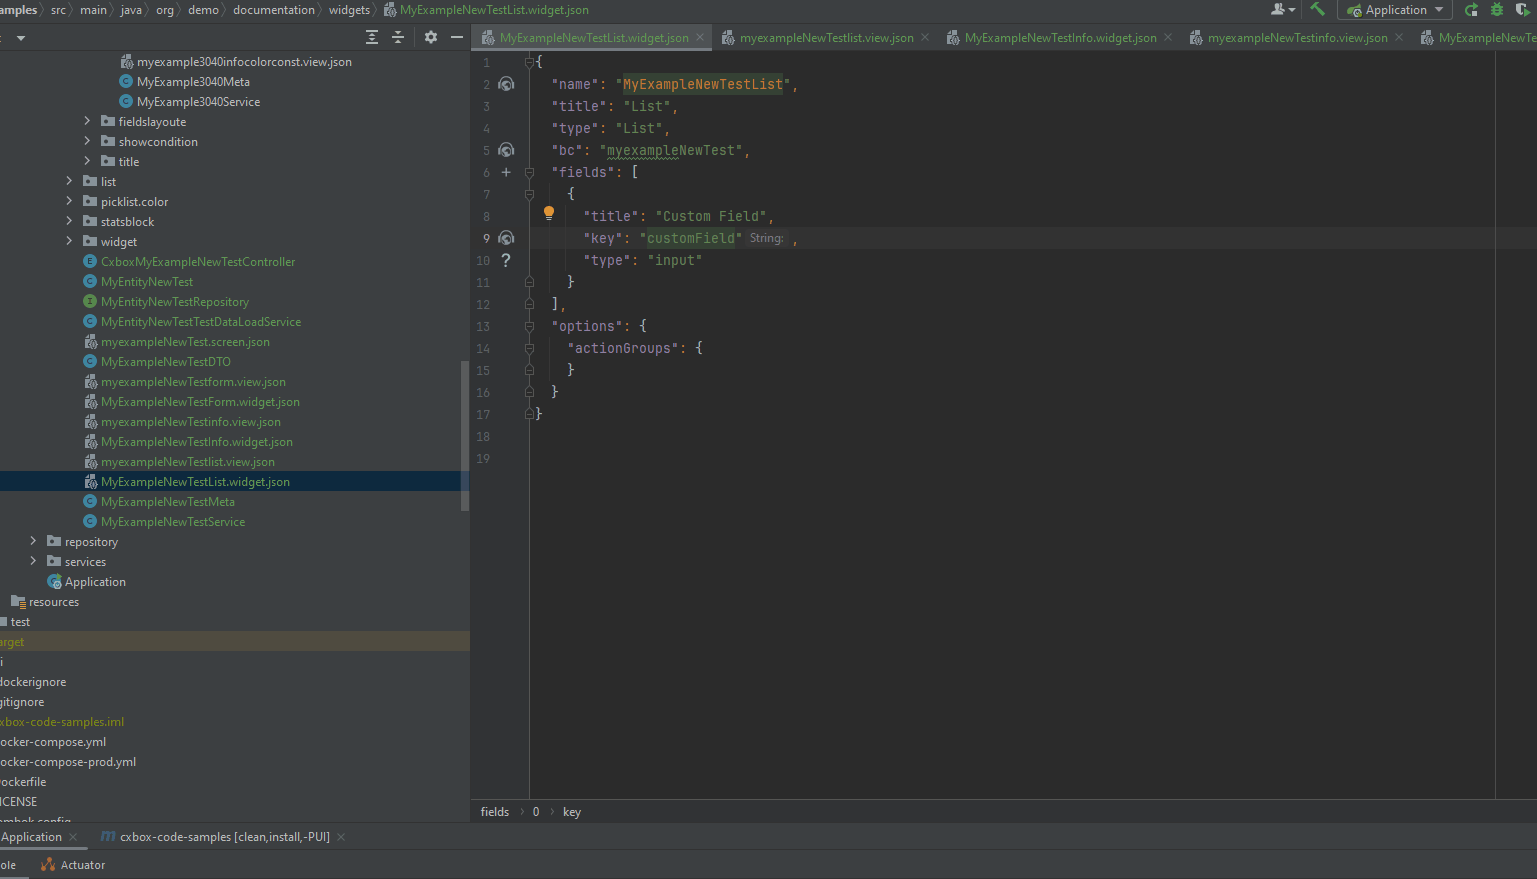 amples › src › main › java › org › demo › documentation › widgets › MyExampleNewTestList.widget.json
Application
MyExampleNewTestList.widget.json
myexampleNewTestlist.view.json
MyExampleNewTestInfo.widget.json
myexampleNewTestinfo.view.json
MyExampleNewTe
myexample3040infocolorconst.view.json
MyExample3040Meta
MyExample3040Service
fieldslayoute
showcondition
title
list
picklist.color
statsblock
widget
CxboxMyExampleNewTestController
MyEntityNewTest
MyEntityNewTestRepository
MyEntityNewTestTestDataLoadService
myexampleNewTest.screen.json
MyExampleNewTestDTO
myexampleNewTestform.view.json
MyExampleNewTestForm.widget.json
myexampleNewTestinfo.view.json
MyExampleNewTestInfo.widget.json
myexampleNewTestlist.view.json
MyExampleNewTestList.widget.json
MyExampleNewTestMeta
MyExampleNewTestService
repository
services
Application
resources
test
arget
i
dockerignore
gitignore
xbox-code-samples.iml
ocker-compose.yml
ocker-compose-prod.yml
ockerfile
ICENSE
ombok.config
1 {
2 "name": "MyExampleNewTestList",
3 "title": "List",
4 "type": "List",
5 "bc": "myexampleNewTest",
6 "fields": [
7 {
8 "title": "Custom Field",
9 "key": "customField" String: ,
10 "type": "input"
11 }
12 ],
13 "options": {
14 "actionGroups": {
15 }
16 }
17 }
18
19
fields › 0 › key
Application
cxbox-code-samples [clean,install,-PUI]
ole
Actuator